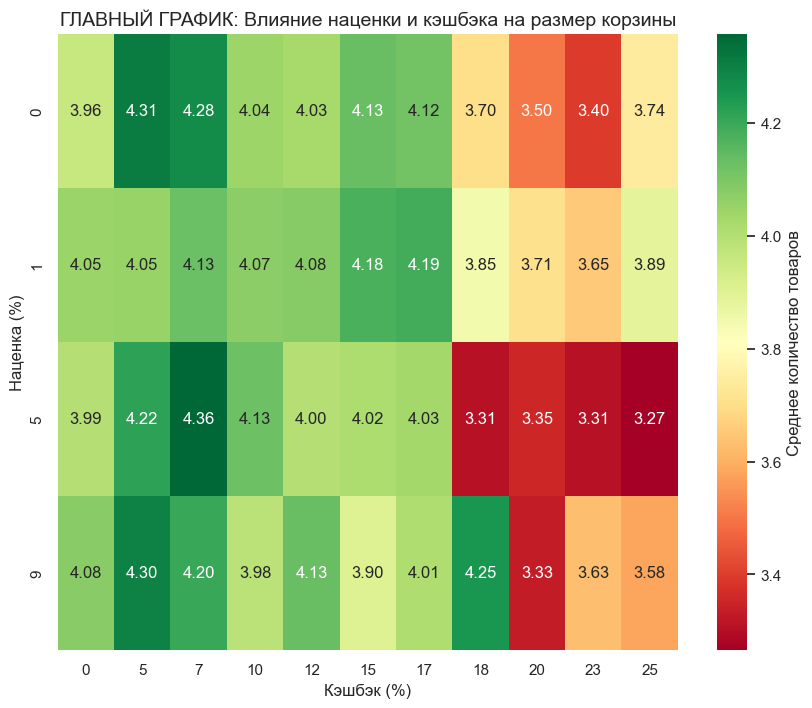 ГЛАВНЫЙ ГРАФИК: Влияние наценки и кэшбэка на размер корзины
Наценка (%)
0 3.96 4.31 4.28 4.04 4.03 4.13 4.12 3.70 3.50 3.40 3.74
1 4.05 4.05 4.13 4.07 4.08 4.18 4.19 3.85 3.71 3.65 3.89
5 3.99 4.22 4.36 4.13 4.00 4.02 4.03 3.31 3.35 3.31 3.27
9 4.08 4.30 4.20 3.98 4.13 3.90 4.01 4.25 3.33 3.63 3.58
0 5 7 10 12 15 17 18 20 23 25
Кэшбэк (%)
4.2
4.0
3.8
3.6
3.4
Среднее количество товаров